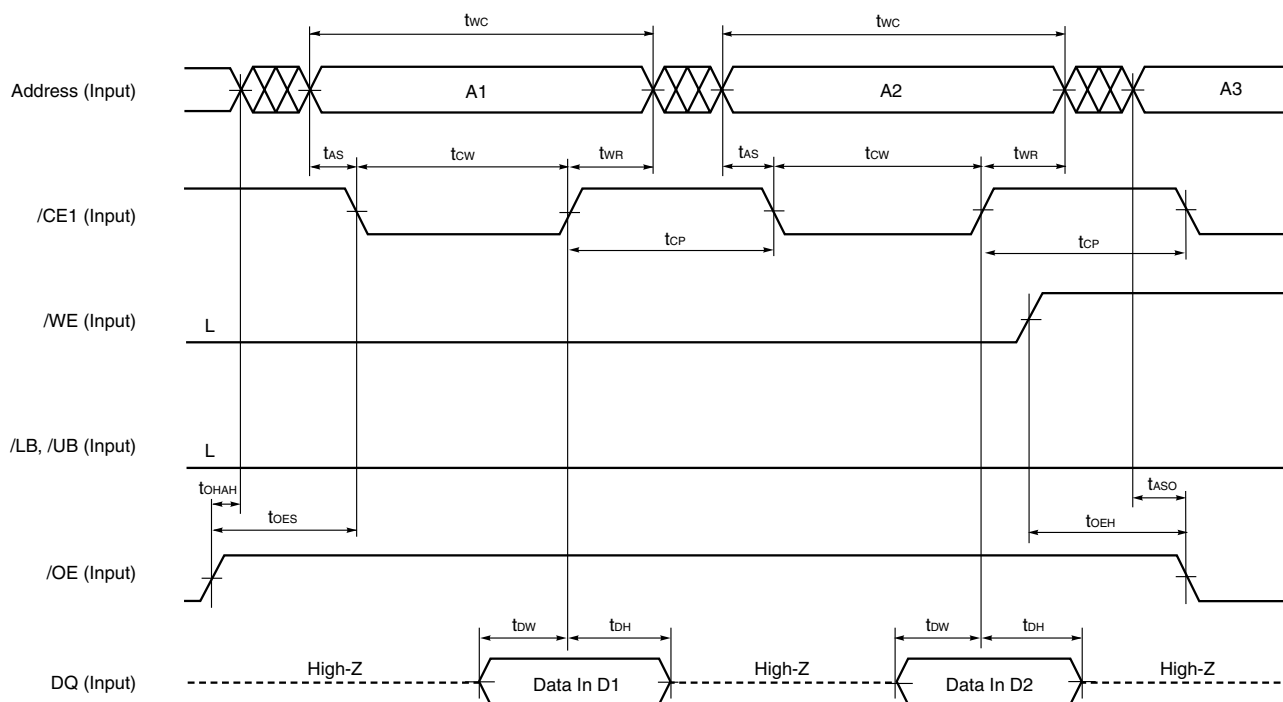 tWC tWC
Address (Input) A1 A2 A3
tAS tCW tWR tAS tCW tWR
/CE1 (Input)
tCP tCP
/WE (Input) L
/LB, /UB (Input) L
tOHAH tASO
tOES tOEH
/OE (Input)
tDW tDH tDW tDH
High-Z High-Z High-Z
DQ (Input) Data In D1 Data In D2